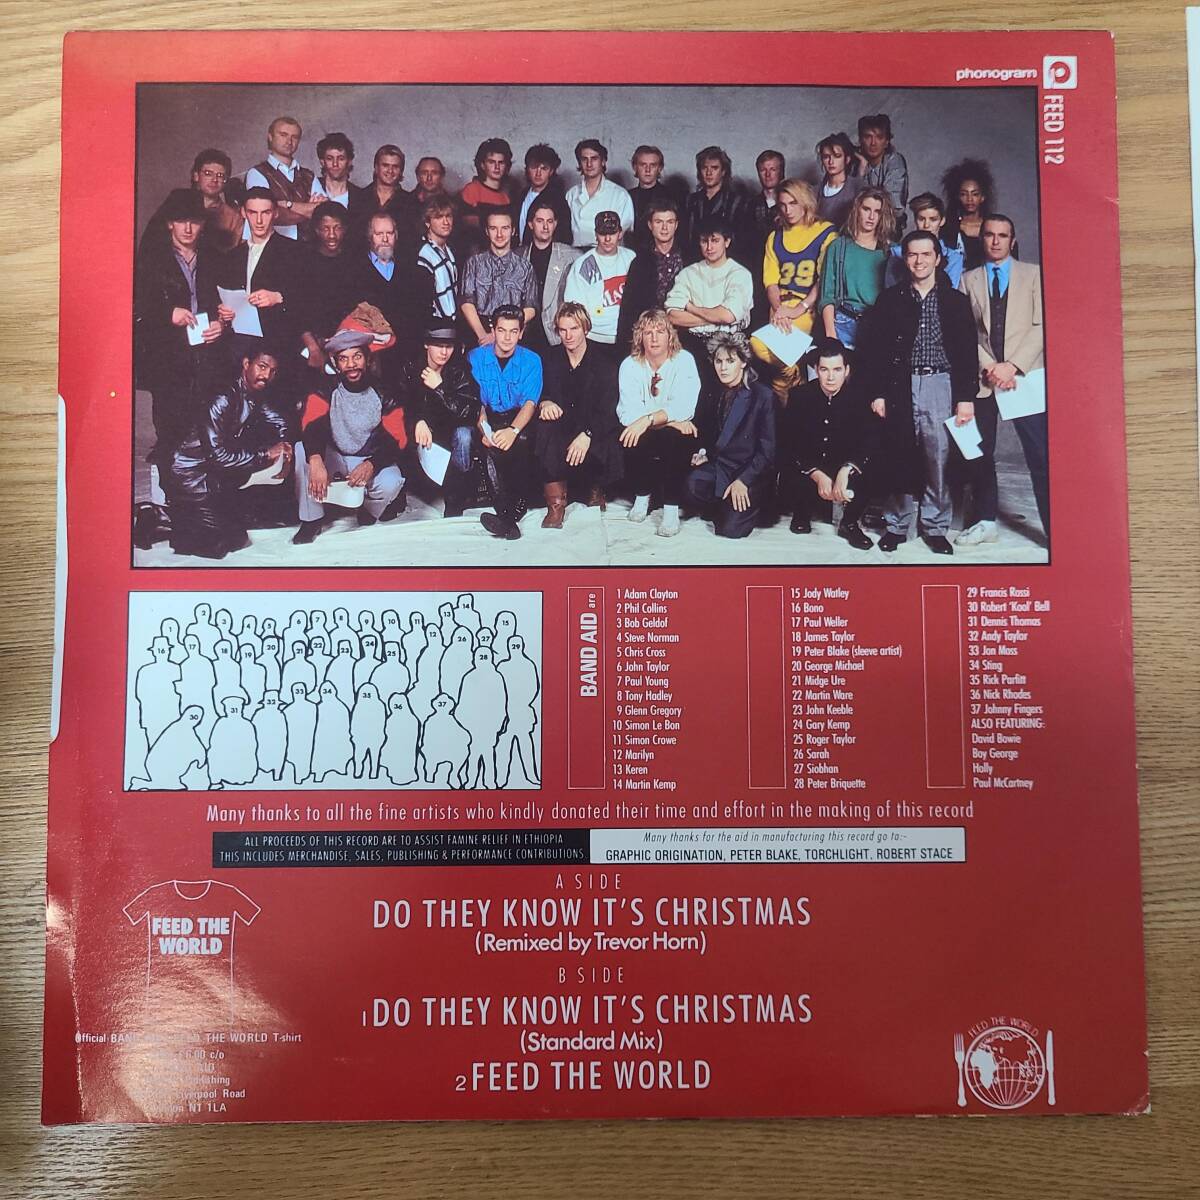 phonogram
FEED 112
39
BAND AID are
1 Adam Clayton
2 Phil Collins
3 Bob Geldof
4 Steve Norman
5 Chris Cross
6 John Taylor
7 Paul Young
8 Tony Hadley
9 Glenn Gregory
10 Simon Le Bon
11 Simon Crowe
12 Marilyn
13 Keren
14 Martin Kemp
15 Jody Watley
16 Bono
17 Paul Weller
18 James Taylor
19 Peter Blake (sleeve artist)
20 George Michael
21 Midge Ure
22 Martin Ware
23 John Keeble
24 Gary Kemp
25 Roger Taylor
26 Sarah
27 Siobhan
28 Peter Briquette
29 Francis Rossi
30 Robert 'Kool' Bell
31 Dennis Thomas
32 Andy Taylor
33 Jon Moss
34 Sting
35 Rick Parfitt
36 Nick Rhodes
37 Johnny Fingers
ALSO FEATURING:
David Bowie
Boy George
Holly
Paul McCartney
Many thanks to all the fine artists who kindly donated their time and effort in the making of this record
ALL PROCEEDS OF THIS RECORD ARE TO ASSIST FAMINE RELIEF IN ETHIOPIA
THIS INCLUDES MERCHANDISE, SALES, PUBLISHING & PERFORMANCE CONTRIBUTIONS.
Many thanks for the aid in manufacturing this record go to:-
GRAPHIC ORIGINATION, PETER BLAKE, TORCHLIGHT, ROBERT STACE
A SIDE
DO THEY KNOW IT'S CHRISTMAS
(Remixed by Trevor Horn)
B SIDE
1 DO THEY KNOW IT'S CHRISTMAS
(Standard Mix)
2 FEED THE WORLD
FEED THE
WORLD
Official THE WORLD T-shirt
c/o
Liverpool Road
N1 1LA
FEED THE WORLD